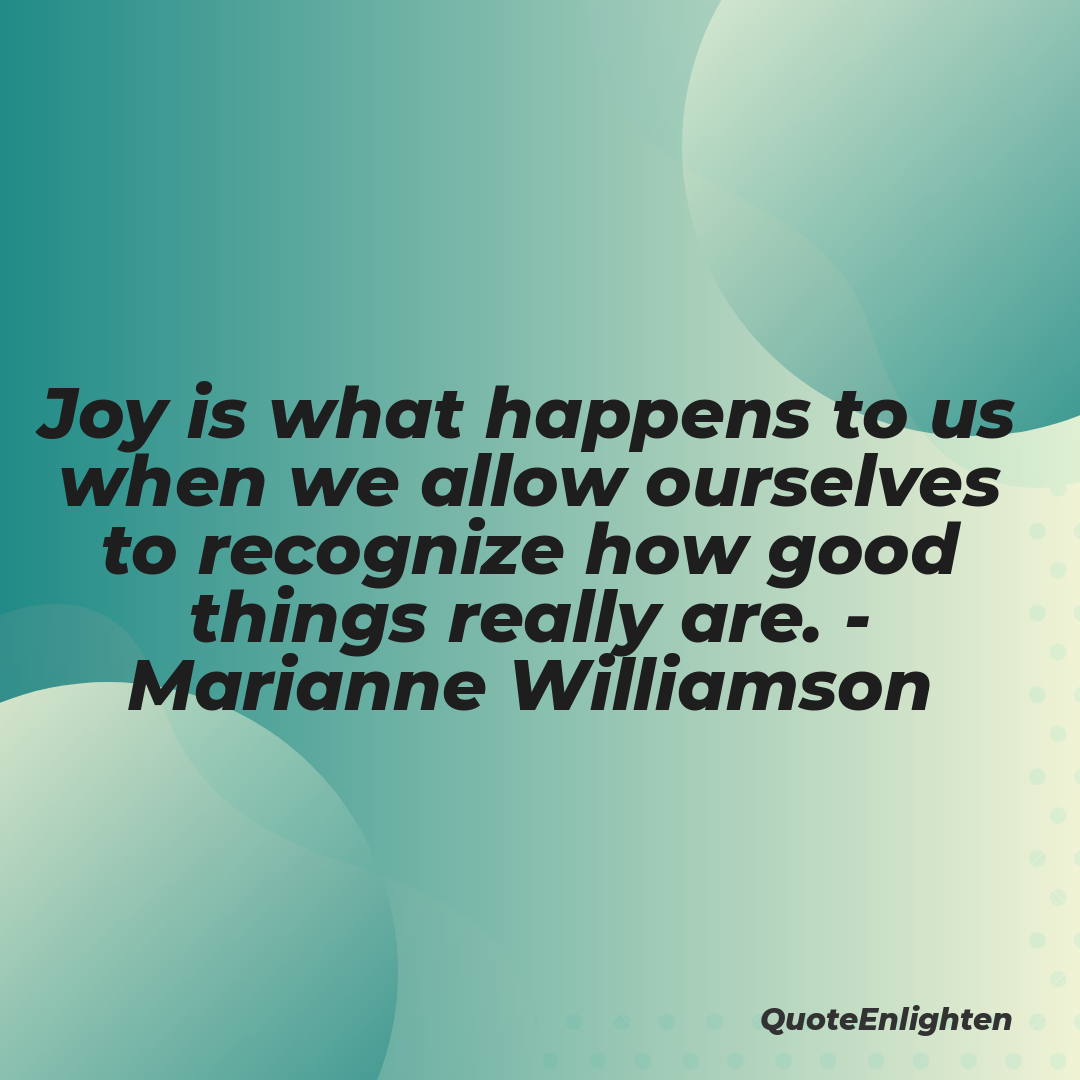 Joy is what happens to us
when we allow ourselves
to recognize how good
things really are. -
Marianne Williamson
QuoteEnlighten